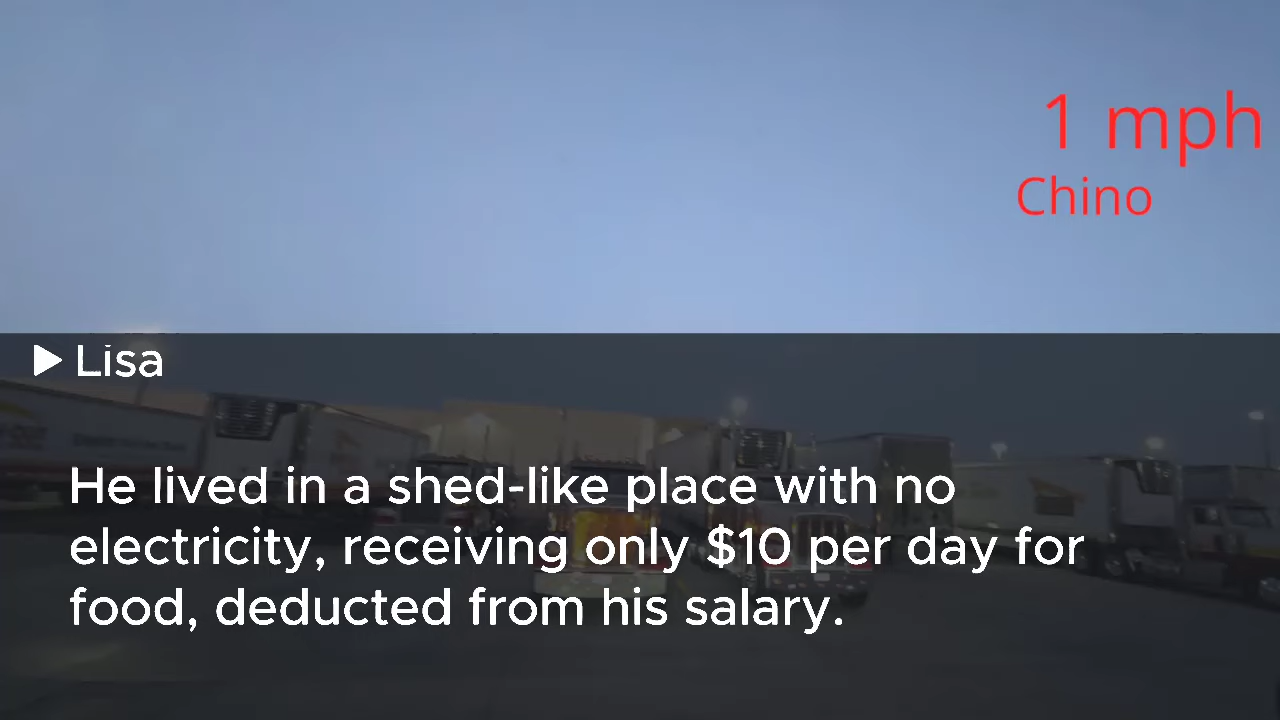 1 mph
Chino
Lisa
He lived in a shed-like place with no
electricity, receiving only $10 per day for
food, deducted from his salary.